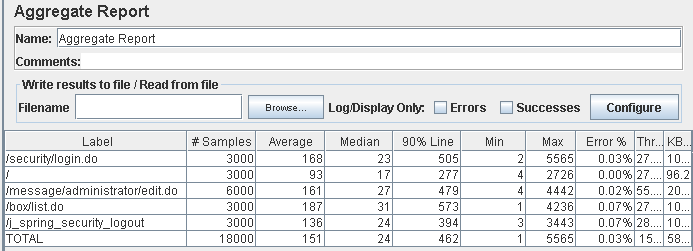 Aggregate Report
Name: Aggregate Report
Comments:
Write results to file / Read from file
Filename Browse... Log/Display Only: Errors Successes Configure
Label # Samples Average Median 90% Line Min Max Error % Thr... KB...
/security/login.do 3000 168 23 505 2 5565 0.03% 27.... 10...
/ 3000 93 17 277 4 2726 0.00% 27.... 96.2
/message/administrator/edit.do 6000 161 27 479 4 4442 0.02% 55.... 20...
/box/list.do 3000 187 31 573 1 4236 0.07% 27.... 10...
/j_spring_security_logout 3000 136 24 394 3 3443 0.07% 28.... 10...
TOTAL 18000 151 24 462 1 5565 0.03% 15... 58...